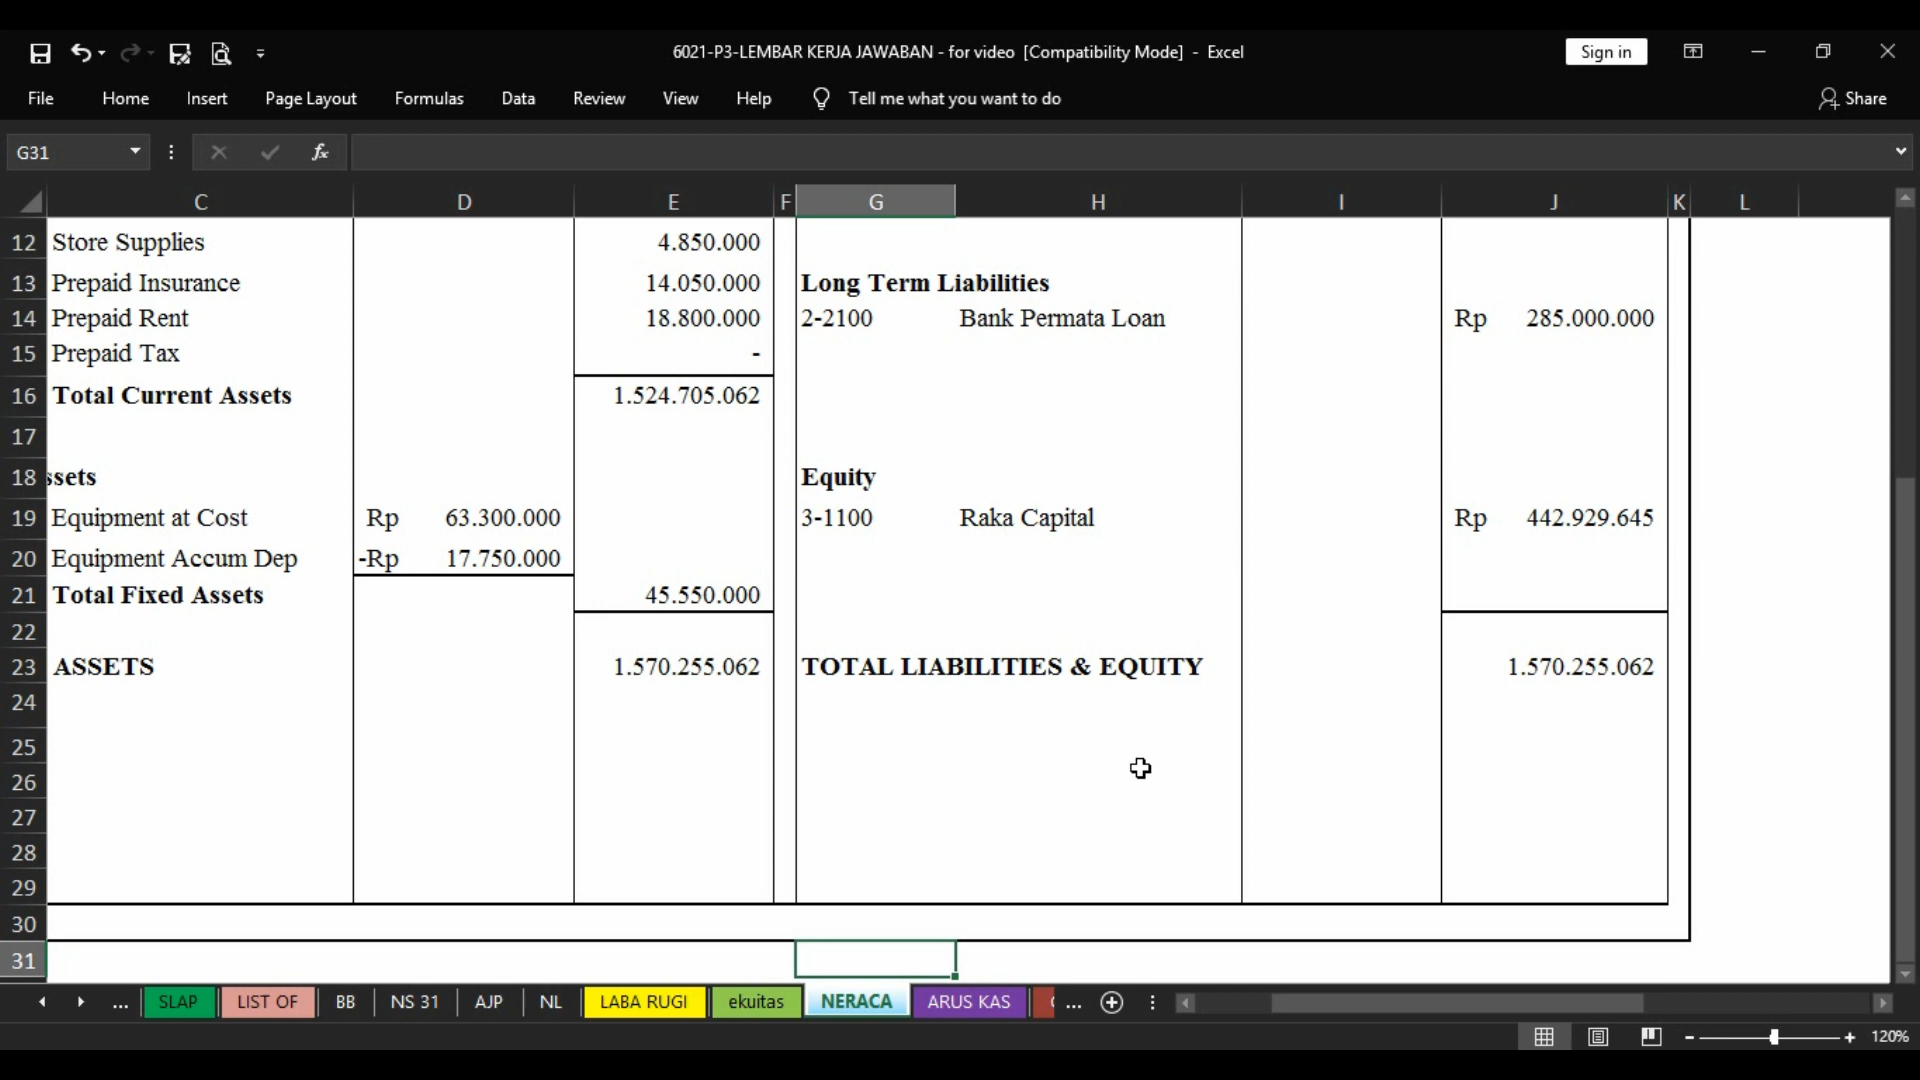 6021-P3-LEMBAR KERJA JAWABAN - for video [Compatibility Mode] - Excel
Sign in
File Home Insert Page Layout Formulas Data Review View Help Tell me what you want to do Share
G31 fx
C D E F G H I J K L
12 Store Supplies 4.850.000
13 Prepaid Insurance 14.050.000 Long Term Liabilities
14 Prepaid Rent 18.800.000 2-2100 Bank Permata Loan Rp 285.000.000
15 Prepaid Tax -
16 Total Current Assets 1.524.705.062
17
18 ssets Equity
19 Equipment at Cost Rp 63.300.000 3-1100 Raka Capital Rp 442.929.645
20 Equipment Accum Dep -Rp 17.750.000
21 Total Fixed Assets 45.550.000
22
23 ASSETS 1.570.255.062 TOTAL LIABILITIES & EQUITY 1.570.255.062
24
25
26
27
28
29
30
31
... SLAP LIST OF BB NS 31 AJP NL LABA RUGI ekuitas NERACA ARUS KAS ...
120%